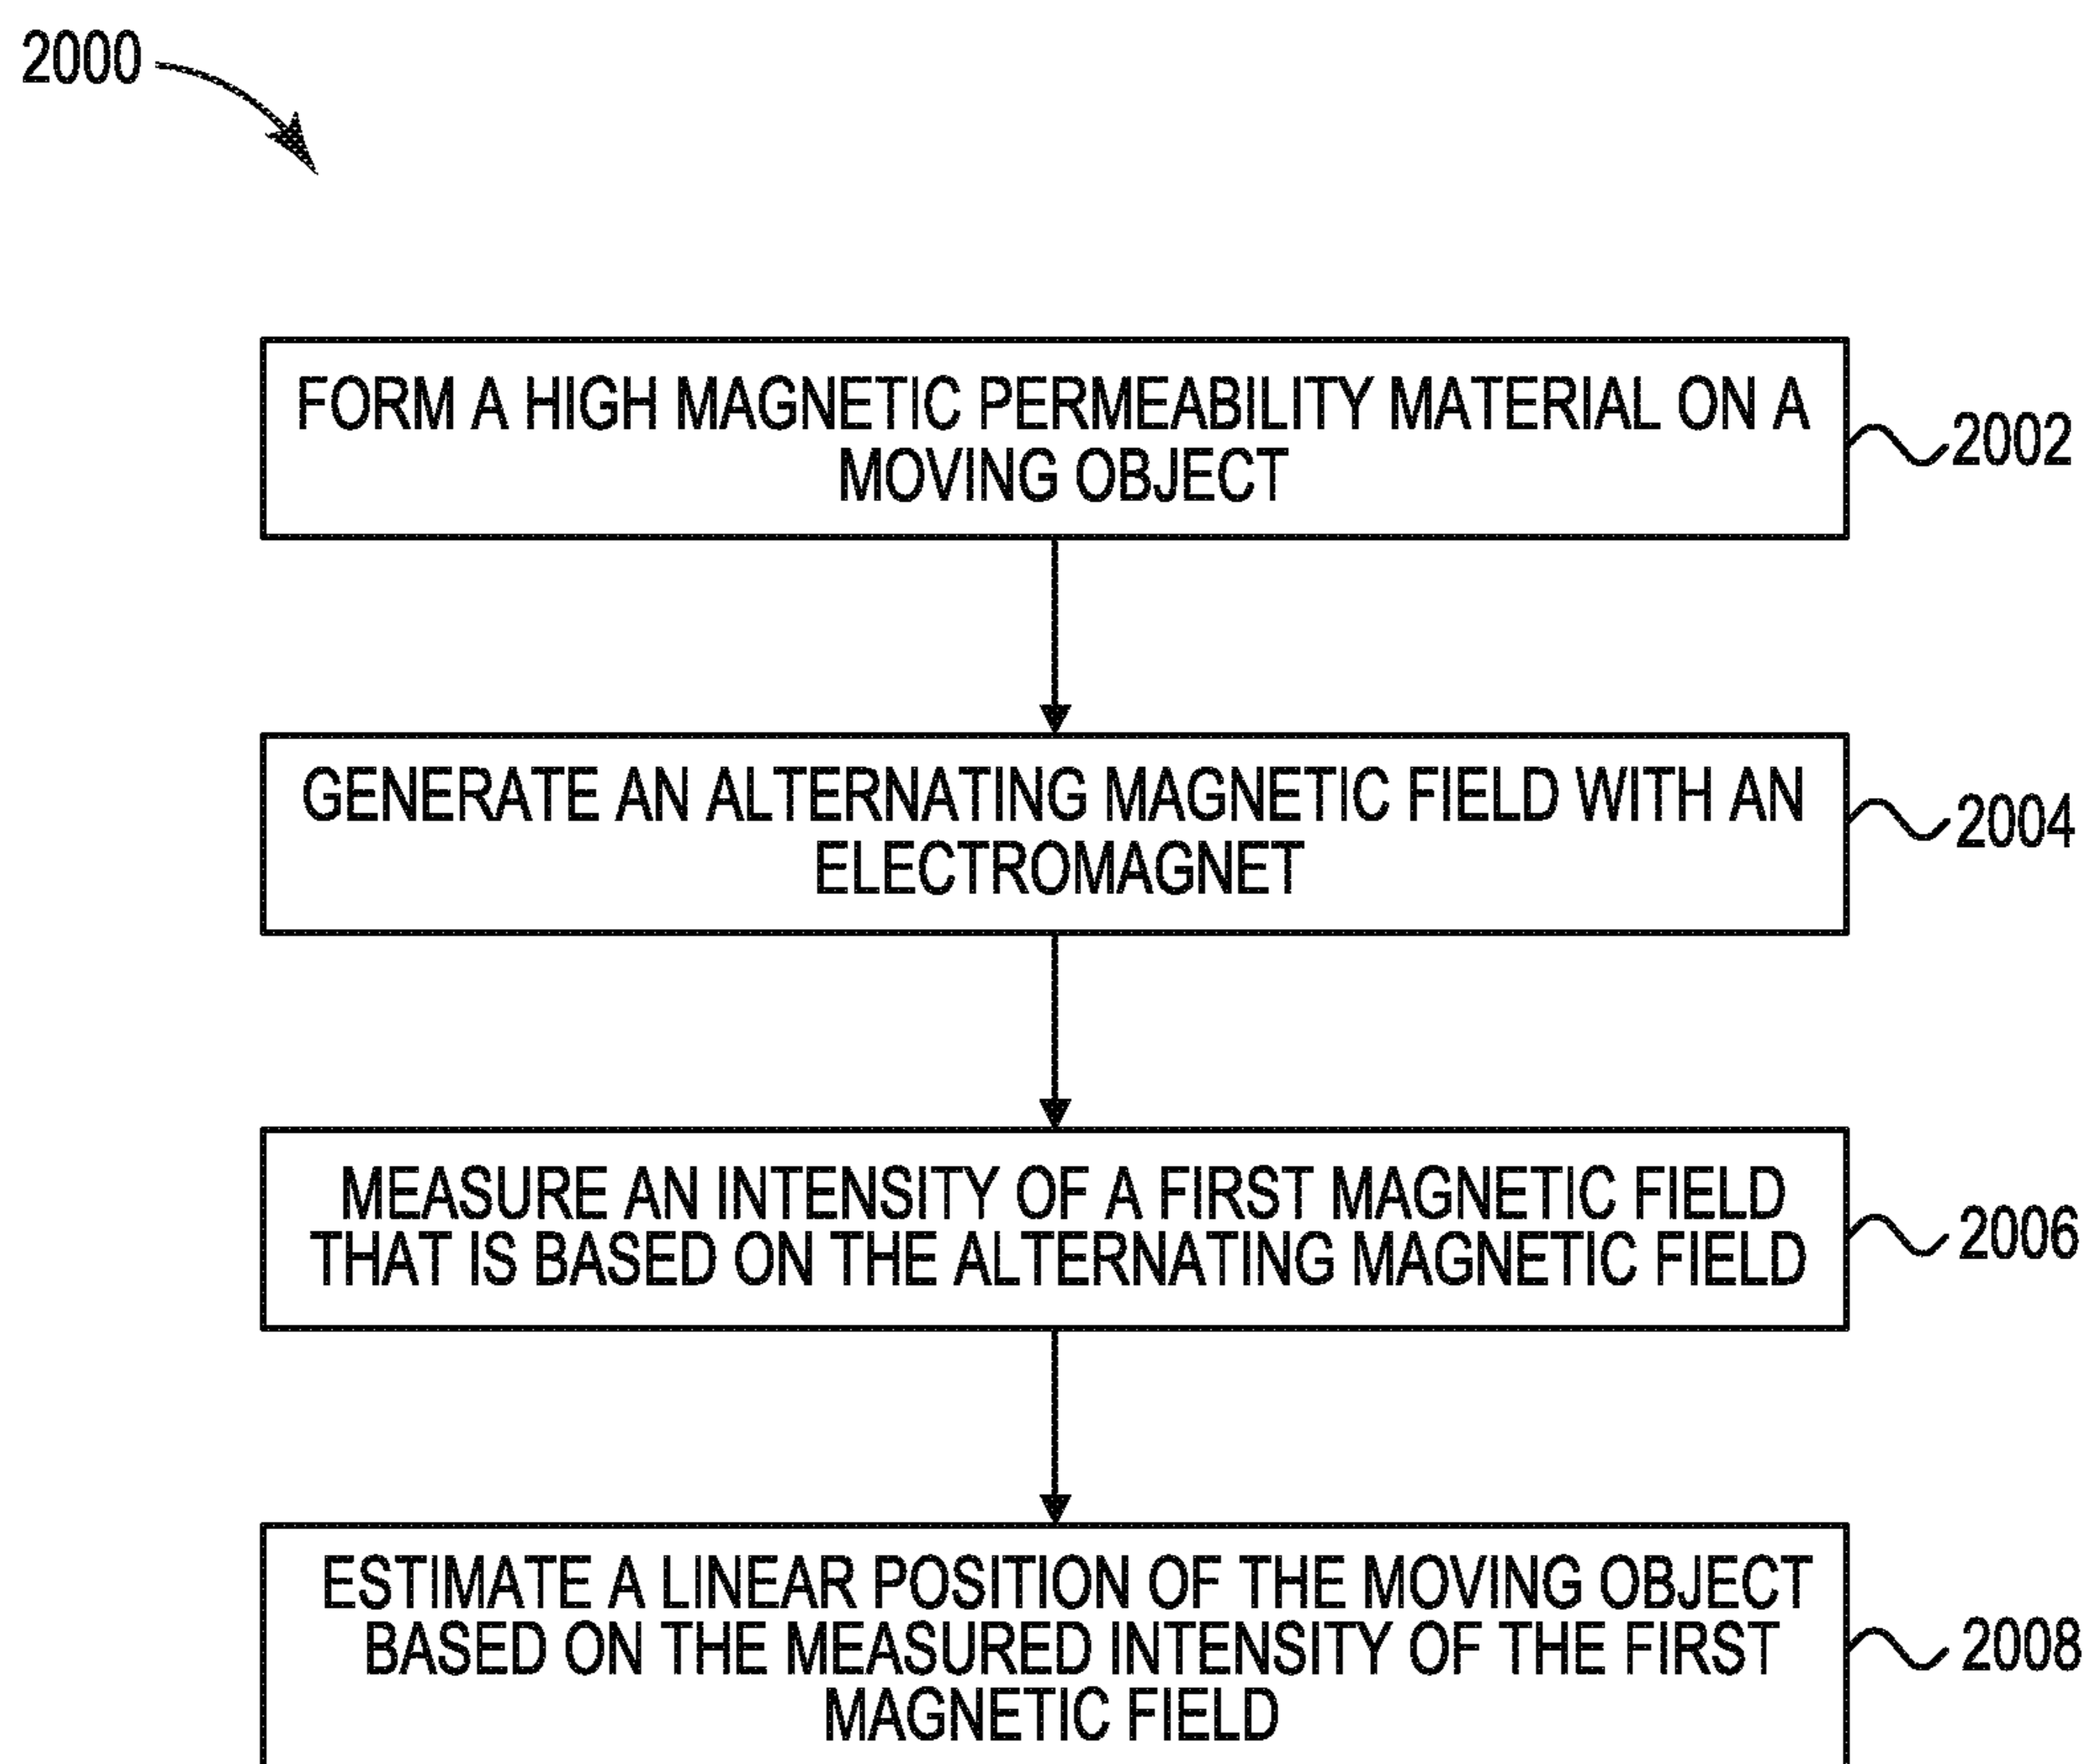 2000
FORM A HIGH MAGNETIC PERMEABILITY MATERIAL ON A
MOVING OBJECT
2002
GENERATE AN ALTERNATING MAGNETIC FIELD WITH AN
ELECTROMAGNET
2004
MEASURE AN INTENSITY OF A FIRST MAGNETIC FIELD
THAT IS BASED ON THE ALTERNATING MAGNETIC FIELD
2006
ESTIMATE A LINEAR POSITION OF THE MOVING OBJECT
BASED ON THE MEASURED INTENSITY OF THE FIRST
MAGNETIC FIELD
2008